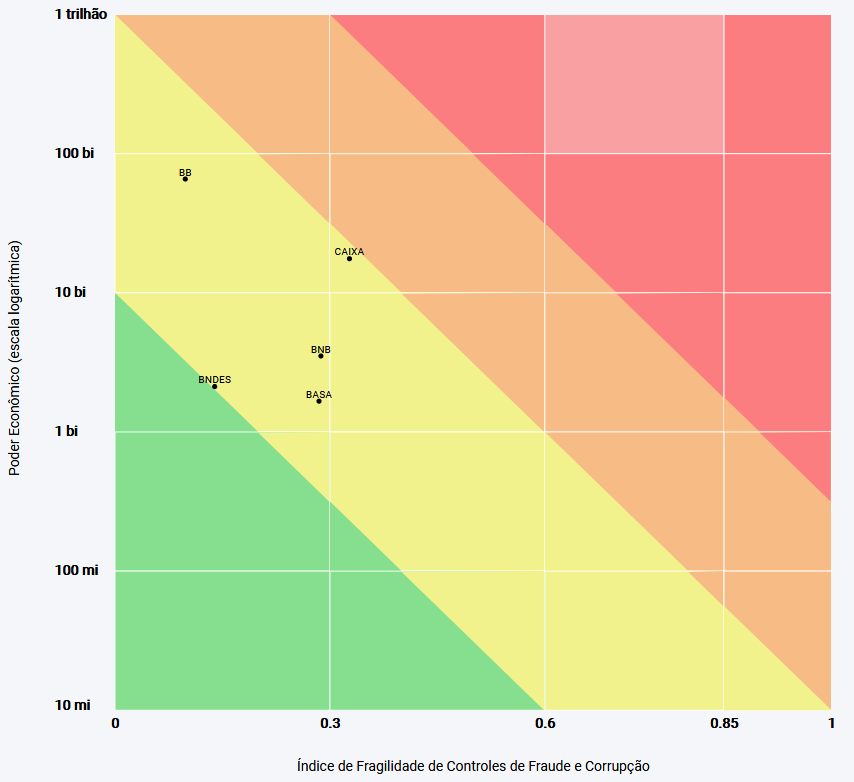 1 trilhão
100 bi
BB
CAIXA
10 bi
BNB
BNDES
BASA
1 bi
100 mi
10 mi
0
0.3
0.6
0.85
1
Poder Econômico (escala logarítmica)
Índice de Fragilidade de Controles de Fraude e Corrupção